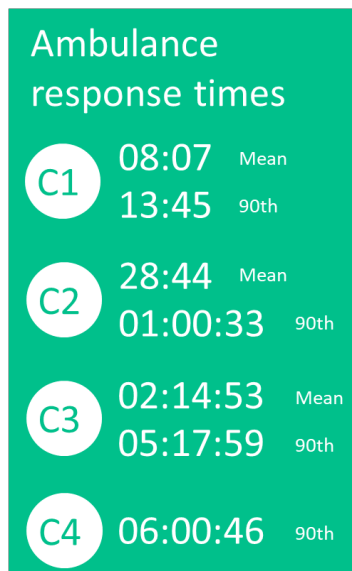 Ambulance
response times
C1
08:07 Mean
13:45 90th
C2
28:44 Mean
01:00:33 90th
C3
02:14:53 Mean
05:17:59 90th
C4
06:00:46 90th